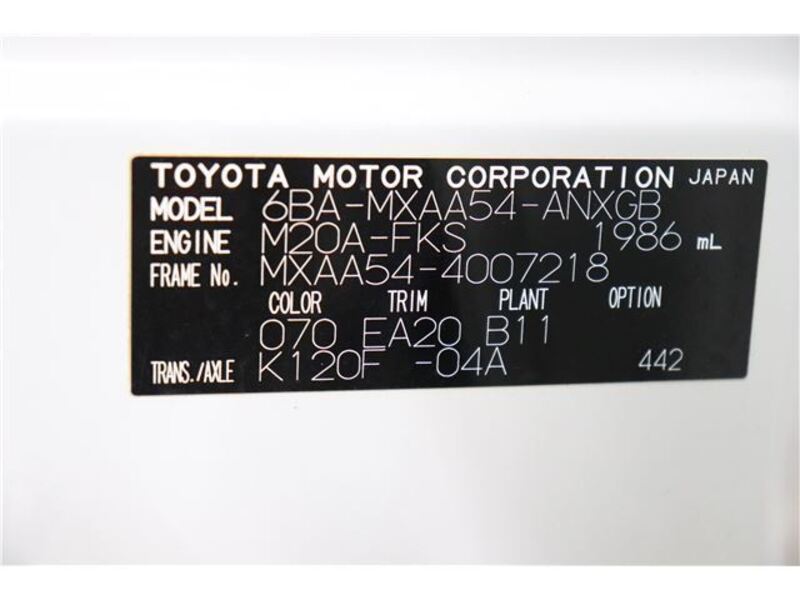 TOYOTA MOTOR CORPORATION JAPAN
MODEL 6BA-MXAA54-ANXGB
ENGINE M20A-FKS 1986 mL
FRAME No. MXAA54-4007218
COLOR TRIM PLANT OPTION
070 EA20 B11
TRANS./AXLE K120F -04A 442